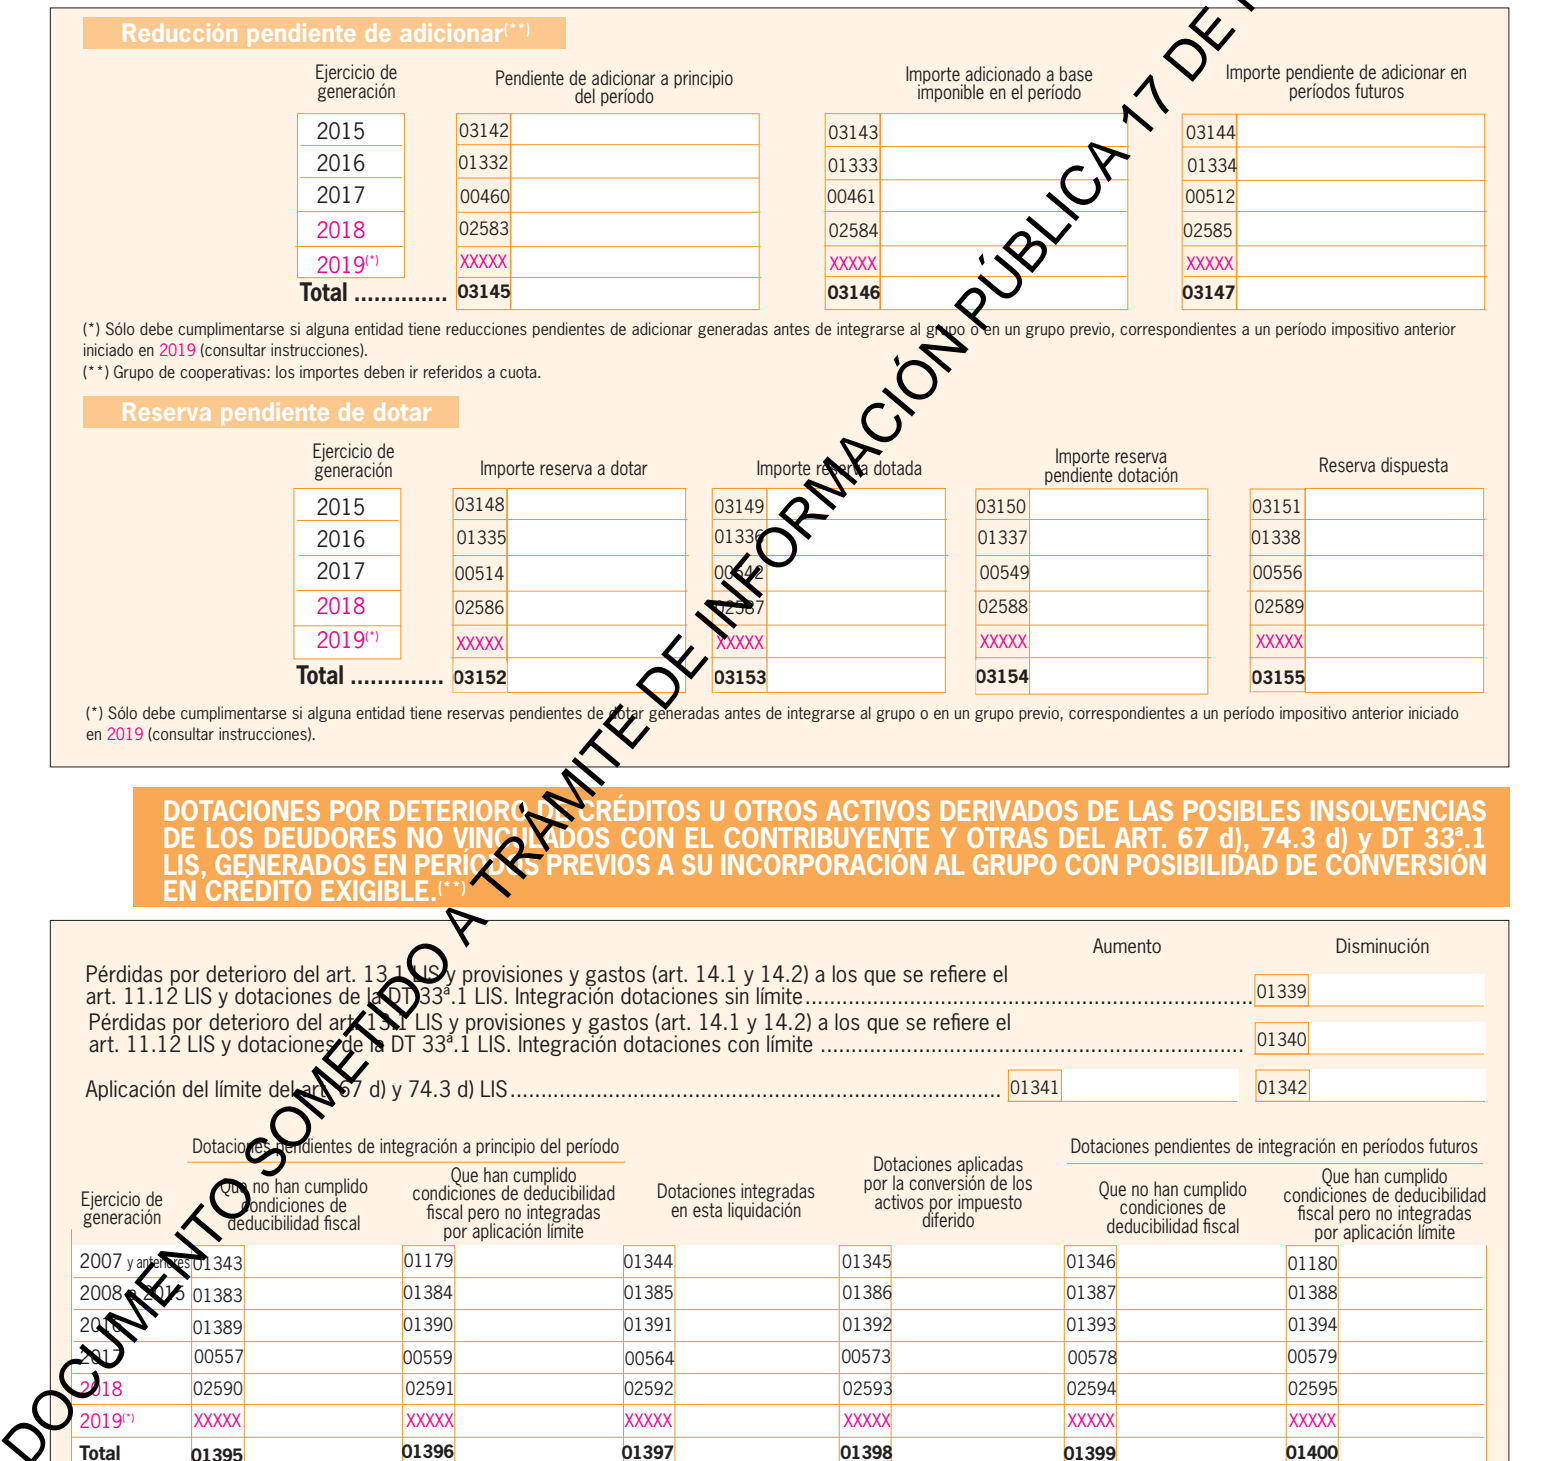 Reducción pendiente de adicionar(**)
Ejercicio de generación
Pendiente de adicionar a principio del período
Importe adicionado a base imponible en el período
Importe pendiente de adicionar en períodos futuros
2015 03142 03143 03144
2016 01332 01333 01334
2017 00460 00461 00512
2018 02583 02584 02585
2019(*) XXXXX XXXXX XXXXX
Total .............. 03145 03146 03147
(*) Sólo debe cumplimentarse si alguna entidad tiene reducciones pendientes de adicionar generadas antes de integrarse al grupo o en un grupo previo, correspondientes a un período impositivo anterior
iniciado en 2019 (consultar instrucciones).
(**) Grupo de cooperativas: los importes deben ir referidos a cuota.
Reserva pendiente de dotar
Ejercicio de generación
Importe reserva a dotar
Importe reserva dotada
Importe reserva pendiente dotación
Reserva dispuesta
2015 03148 03149 03150 03151
2016 01335 01336 01337 01338
2017 00514 00542 00549 00556
2018 02586 02587 02588 02589
2019(*) XXXXX XXXXX XXXXX XXXXX
Total .............. 03152 03153 03154 03155
(*) Sólo debe cumplimentarse si alguna entidad tiene reservas pendientes de dotar generadas antes de integrarse al grupo o en un grupo previo, correspondientes a un período impositivo anterior iniciado
en 2019 (consultar instrucciones).
DOTACIONES POR DETERIORO DE CRÉDITOS U OTROS ACTIVOS DERIVADOS DE LAS POSIBLES INSOLVENCIAS
DE LOS DEUDORES NO VINCULADOS CON EL CONTRIBUYENTE Y OTRAS DEL ART. 67 d), 74.3 d) y DT 33ª.1
LIS, GENERADOS EN PERÍODOS PREVIOS A SU INCORPORACIÓN AL GRUPO CON POSIBILIDAD DE CONVERSIÓN
EN CRÉDITO EXIGIBLE.(**)
Aumento Disminución
Pérdidas por deterioro del art. 13.1 LIS y provisiones y gastos (art. 14.1 y 14.2) a los que se refiere el
art. 11.12 LIS y dotaciones de la DT 33ª.1 LIS. Integración dotaciones sin límite.................................................................. 01339
Pérdidas por deterioro del art. 13.1 LIS y provisiones y gastos (art. 14.1 y 14.2) a los que se refiere el
art. 11.12 LIS y dotaciones de la DT 33ª.1 LIS. Integración dotaciones con límite ............................................................... 01340
Aplicación del límite del art. 67 d) y 74.3 d) LIS......................................................................... 01341 01342
Dotaciones pendientes de integración a principio del período
Dotaciones pendientes de integración en períodos futuros
Ejercicio de generación
Que no han cumplido condiciones de deducibilidad fiscal
Que han cumplido condiciones de deducibilidad fiscal pero no integradas por aplicación límite
Dotaciones integradas en esta liquidación
Dotaciones aplicadas por la conversión de los activos por impuesto diferido
Que no han cumplido condiciones de deducibilidad fiscal
Que han cumplido condiciones de deducibilidad fiscal pero no integradas por aplicación límite
2007 y anteriores 01343 01179 01344 01345 01346 01180
2008 a 2015 01383 01384 01385 01386 01387 01388
2016 01389 01390 01391 01392 01393 01394
2017 00557 00559 00564 00573 00578 00579
2018 02590 02591 02592 02593 02594 02595
2019(*) XXXXX XXXXX XXXXX XXXXX XXXXX XXXXX
Total 01395 01396 01397 01398 01399 01400
DOCUMENTO SOMETIDO A TRÁMITE DE INFORMACIÓN PÚBLICA 17 DE